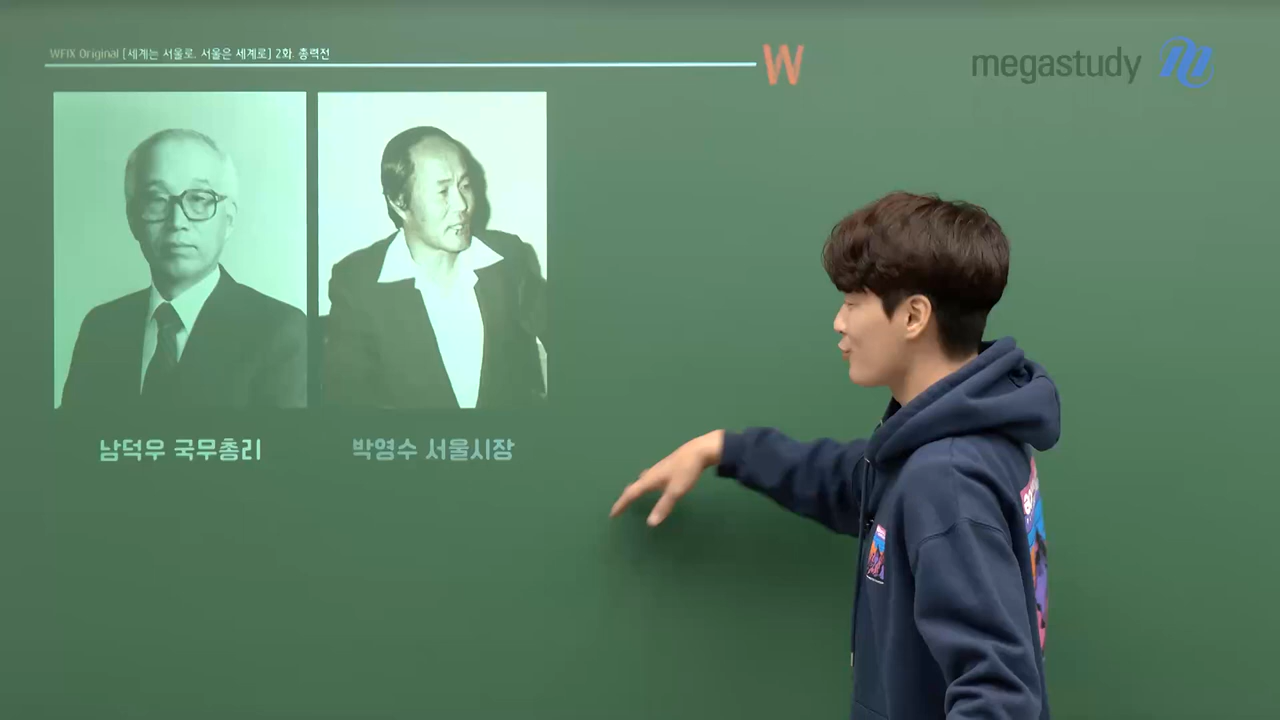 WFIX Original [세계는 서울로, 서울은 세계로] 2화. 총력전
W
megastudy
남덕우 국무총리
박영수 서울시장